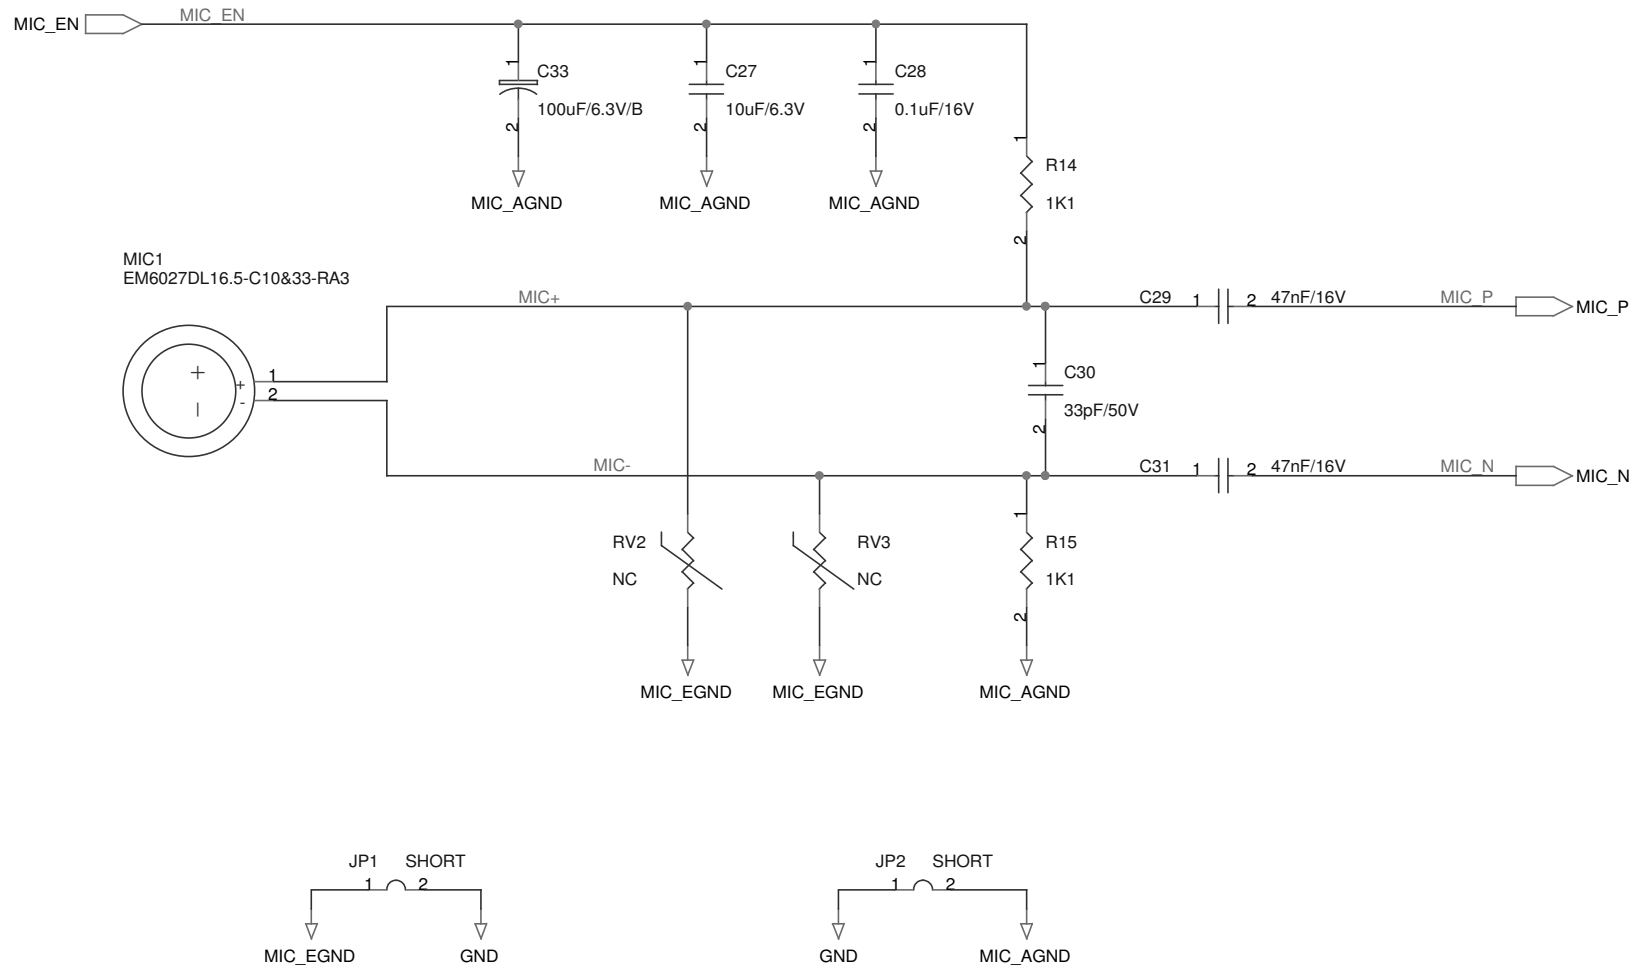 MIC_EN
MIC_EN
1
C33
100uF/6.3V/B
2
MIC_AGND
1
C27
10uF/6.3V
2
MIC_AGND
1
C28
0.1uF/16V
2
MIC_AGND
1
R14
1K1
2
MIC1
EM6027DL16.5-C10&33-RA3
MIC+
C29 1 2 47nF/16V
MIC_P
MIC_P
+
+
1
-
2
1
C30
33pF/50V
2
MIC-
C31 1 2 47nF/16V
MIC_N
MIC_N
RV2
NC
MIC_EGND
RV3
NC
MIC_EGND
1
R15
1K1
2
MIC_AGND
JP1 SHORT
1 2
MIC_EGND
GND
JP2 SHORT
1 2
GND
MIC_AGND